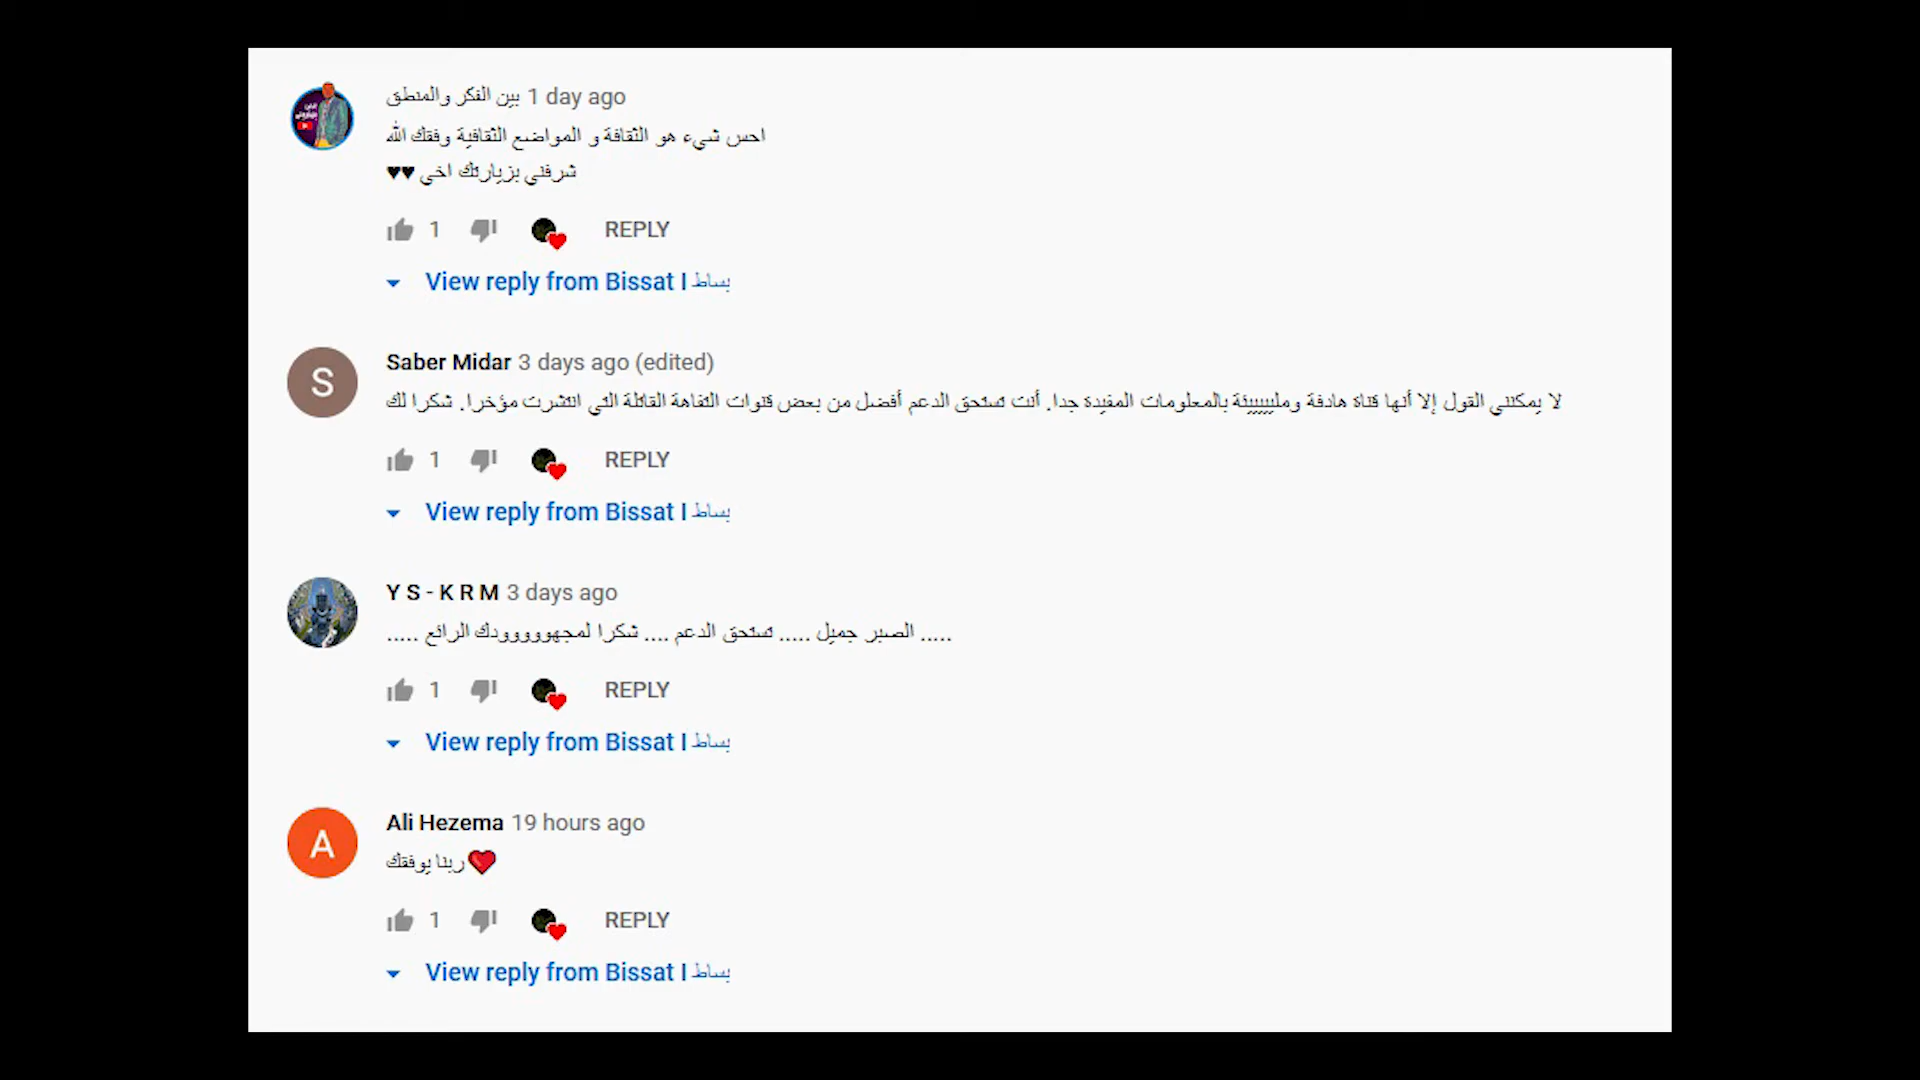 بين الفكر والمنطق 1 day ago
احس شيء هو الثقافة و المواضع الثقافية وفقك الله
شرفني بزيارتك اخي ♥♥
1 REPLY
View reply from Bissat I بساط
S
Saber Midar 3 days ago (edited)
لا يمكنني القول إلا أنها قناة هادفة ومليييييئة بالمعلومات المفيدة جدا. أنت تستحق الدعم أفضل من بعض قنوات التفاهة القاتلة التي انتشرت مؤخرا. شكرا لك
1 REPLY
View reply from Bissat I بساط
Y S - K R M 3 days ago
..... الصبر جميل ..... تستحق الدعم .... شكرا لمجهووووودك الرائع .....
1 REPLY
View reply from Bissat I بساط
A
Ali Hezema 19 hours ago
ربنا يوفقك❤
1 REPLY
View reply from Bissat I بساط